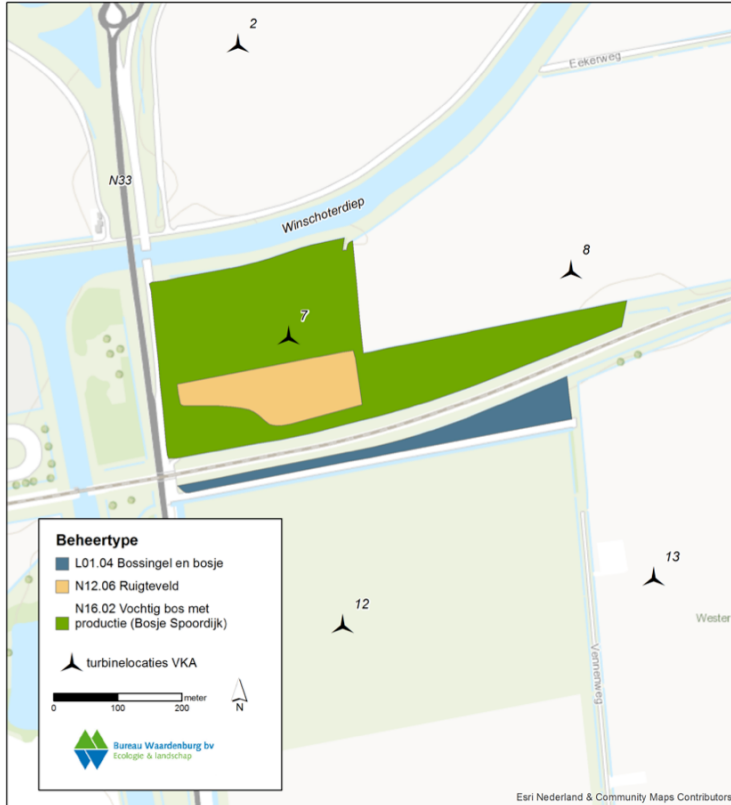 2
Eekerweg
N33
Winschoterdiep
8
7
Beheertype
L01.04 Bossingel en bosje
N12.06 Ruigteveld
N16.02 Vochtig bos met
productie (Bosje Spoordijk)
turbinelocaties VKA
meter
0 100 200
N
Bureau Waardenburg bv
Ecologie & landschap
12
13
Wester
Vennenweg
Esri Nederland & Community Maps Contributors